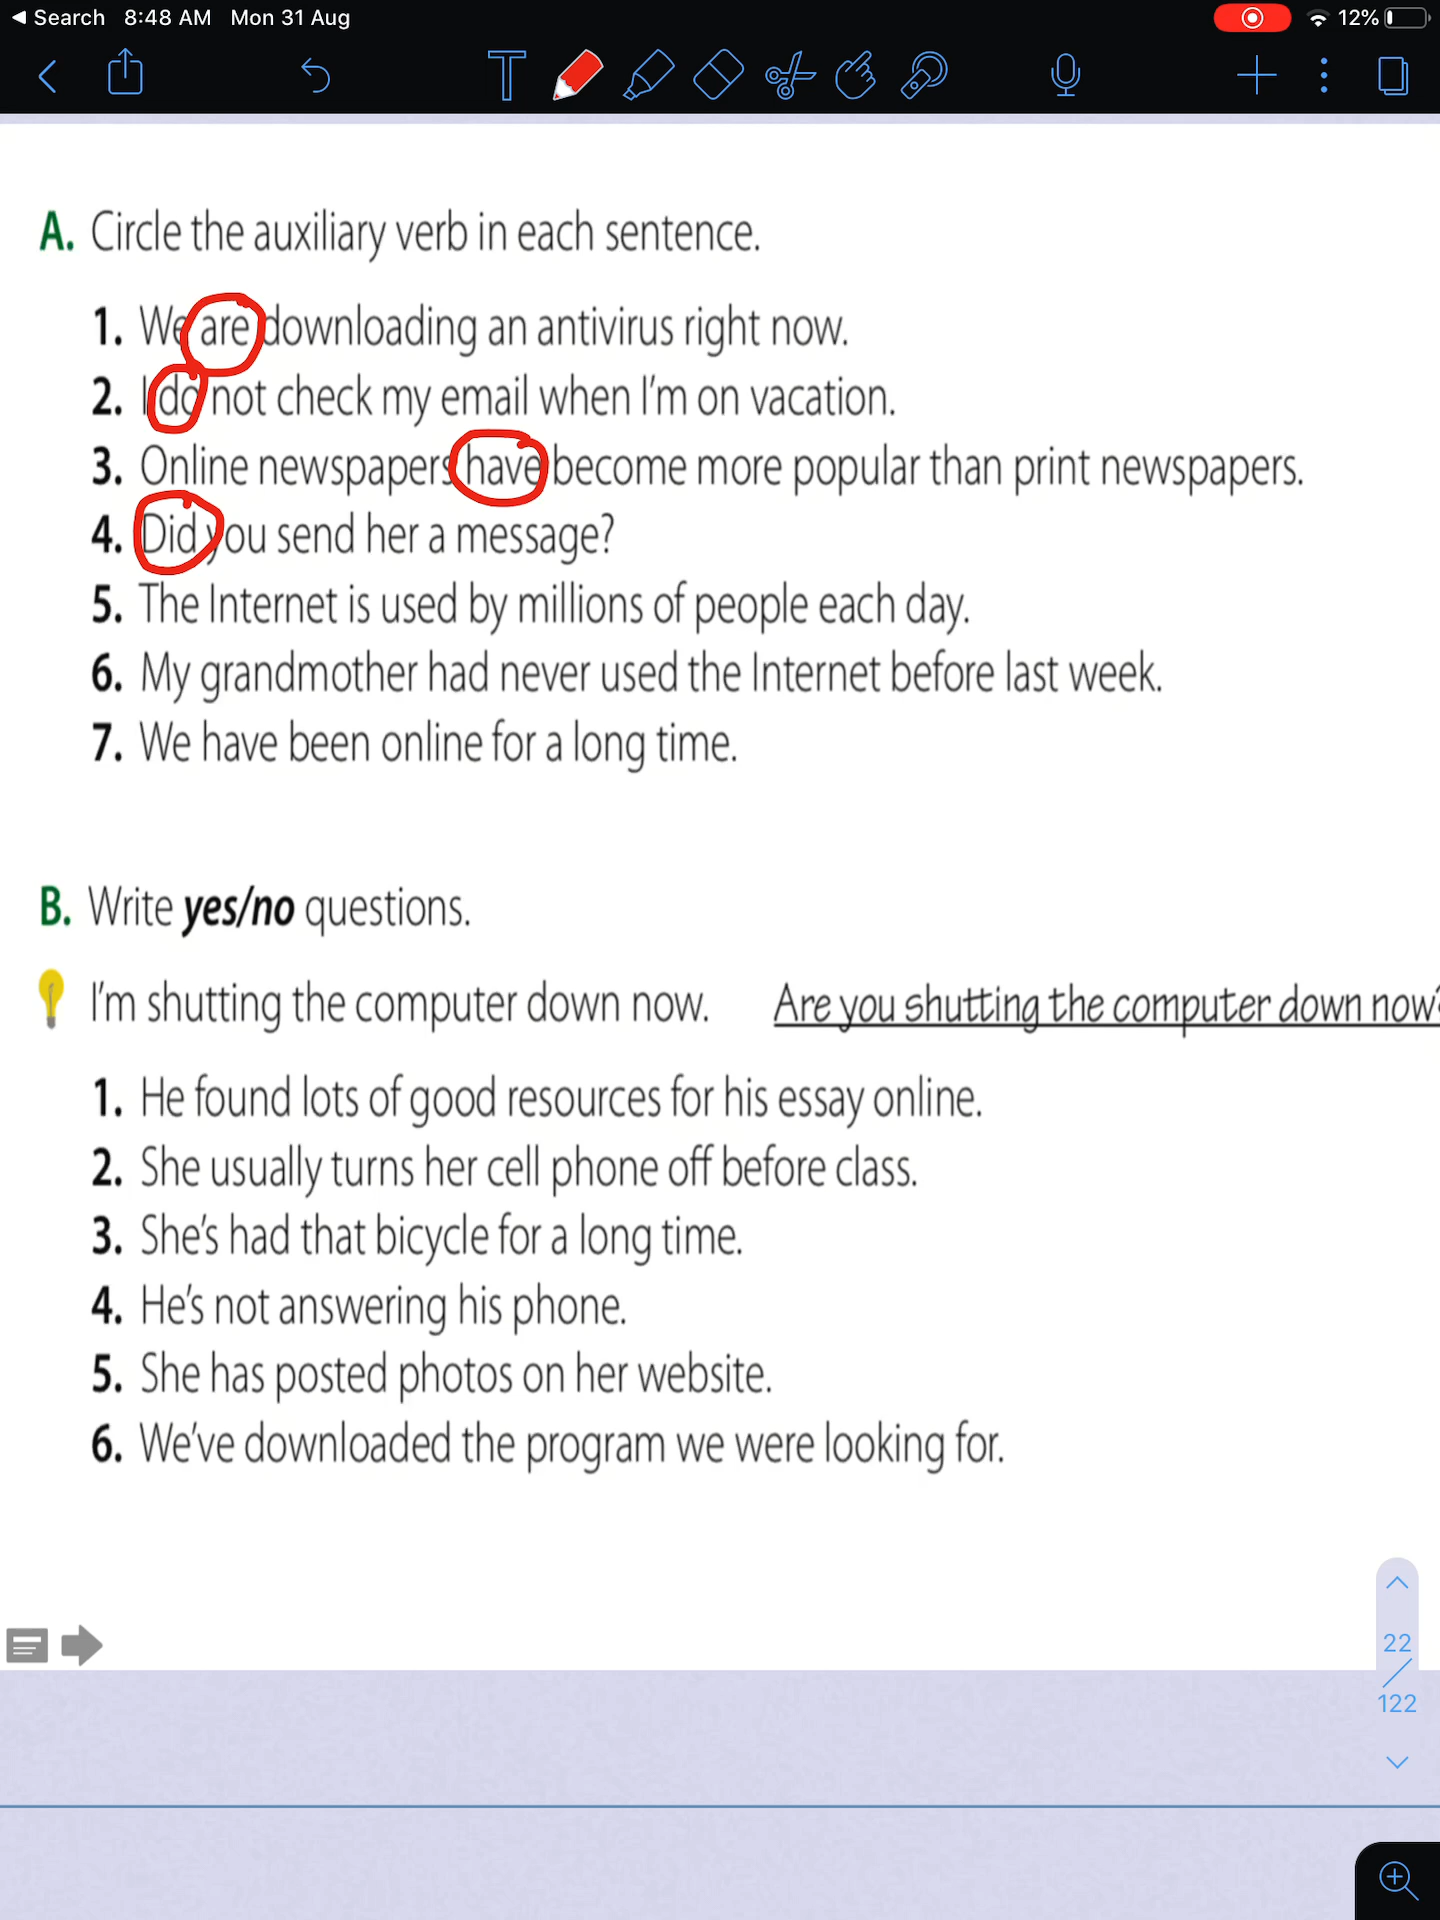 Search 8:48 AM Mon 31 Aug 12%
A. Circle the auxiliary verb in each sentence.
1. We are downloading an antivirus right now.
2. I do not check my email when I'm on vacation.
3. Online newspapers have become more popular than print newspapers.
4. Did you send her a message?
5. The Internet is used by millions of people each day.
6. My grandmother had never used the Internet before last week.
7. We have been online for a long time.
B. Write yes/no questions.
I'm shutting the computer down now. Are you shutting the computer down now?
1. He found lots of good resources for his essay online.
2. She usually turns her cell phone off before class.
3. She's had that bicycle for a long time.
4. He's not answering his phone.
5. She has posted photos on her website.
6. We've downloaded the program we were looking for.
22
122